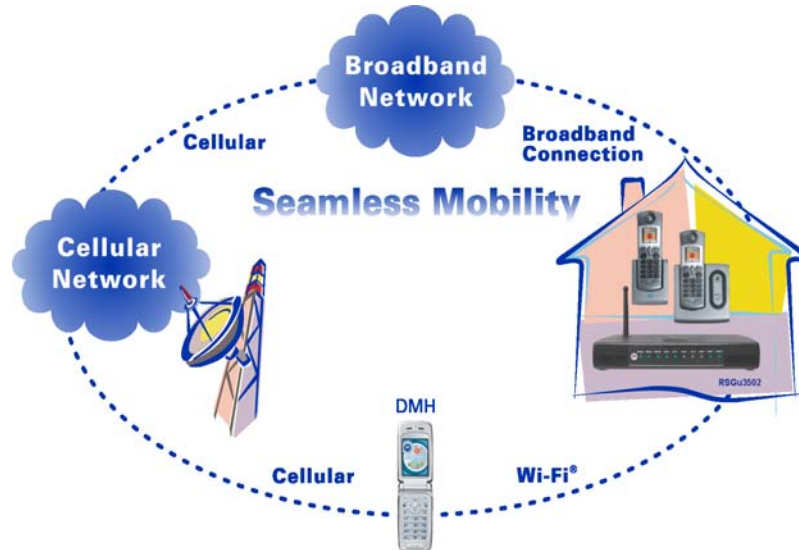 Broadband
Network
Cellular
Broadband
Connection
Seamless Mobility
Cellular
Network
RSGu3502
DMH
Cellular
Wi-Fi®